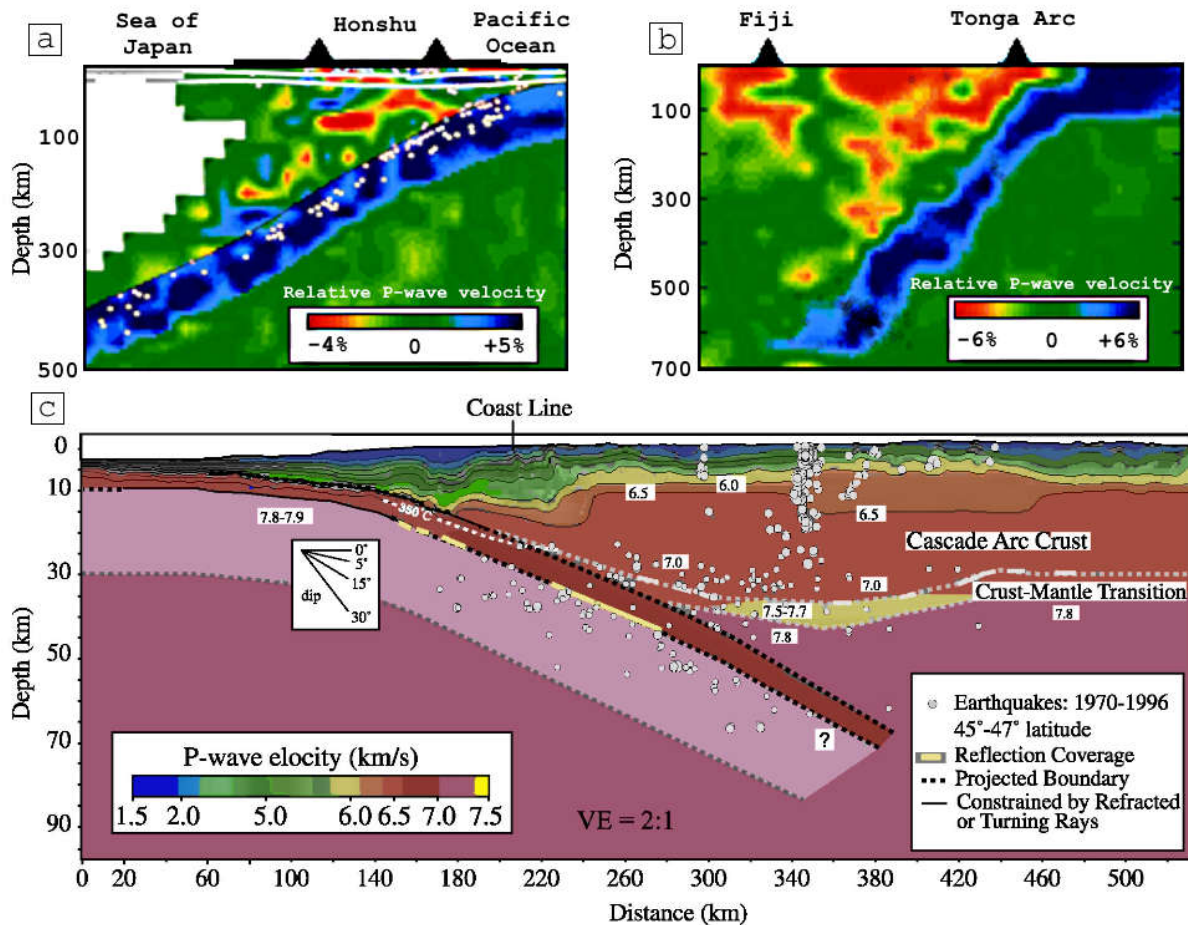 a
Sea of
Japan
Honshu
Pacific
Ocean
Depth (km)
100
300
500
Relative P-wave velocity
-4% 0 +5%
b
Fiji
Tonga Arc
Depth (km)
100
300
500
700
Relative P-wave velocity
-6% 0 +6%
c
Coast Line
Depth (km)
0
10
30
50
70
90
7.8-7.9
350°C
6.5
6.0
6.5
7.0
7.0
7.5-7.7
7.8
7.8
Cascade Arc Crust
Crust-Mantle Transition
0°
5°
15°
30°
dip
?
P-wave elocity (km/s)
1.5 2.0 5.0 6.0 6.5 7.0 7.5
VE = 2:1
Earthquakes: 1970-1996
45°-47° latitude
Reflection Coverage
Projected Boundary
Constrained by Refracted
or Turning Rays
0 20 60 100 140 180 220 260 300 340 380 420 460 500
Distance (km)